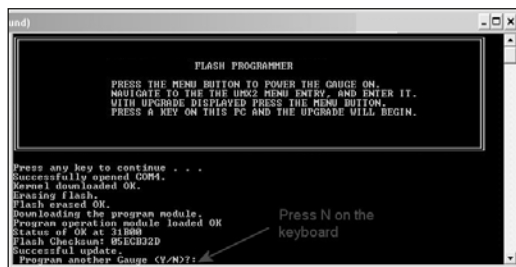 und)
FLASH PROGRAMMER
PRESS THE MENU BUTTON TO POWER THE GAUGE ON.
NAVIGATE TO THE THE UMX2 MENU ENTRY, AND ENTER IT.
WITH UPGRADE DISPLAYED PRESS THE MENU BUTTON.
PRESS A KEY ON THIS PC AND THE UPGRADE WILL BEGIN.
Press any key to continue . . .
Successfully opened COM4.
Kernel downloaded OK.
Erasing flash.
Flash erased OK.
Downloading the program module.
Program operation module loaded OK
Status of OK at 31B00
Flash Checksum: 05ECB32D
Successful update.
Program another Gauge (Y/N)?:
Press N on the
keyboard